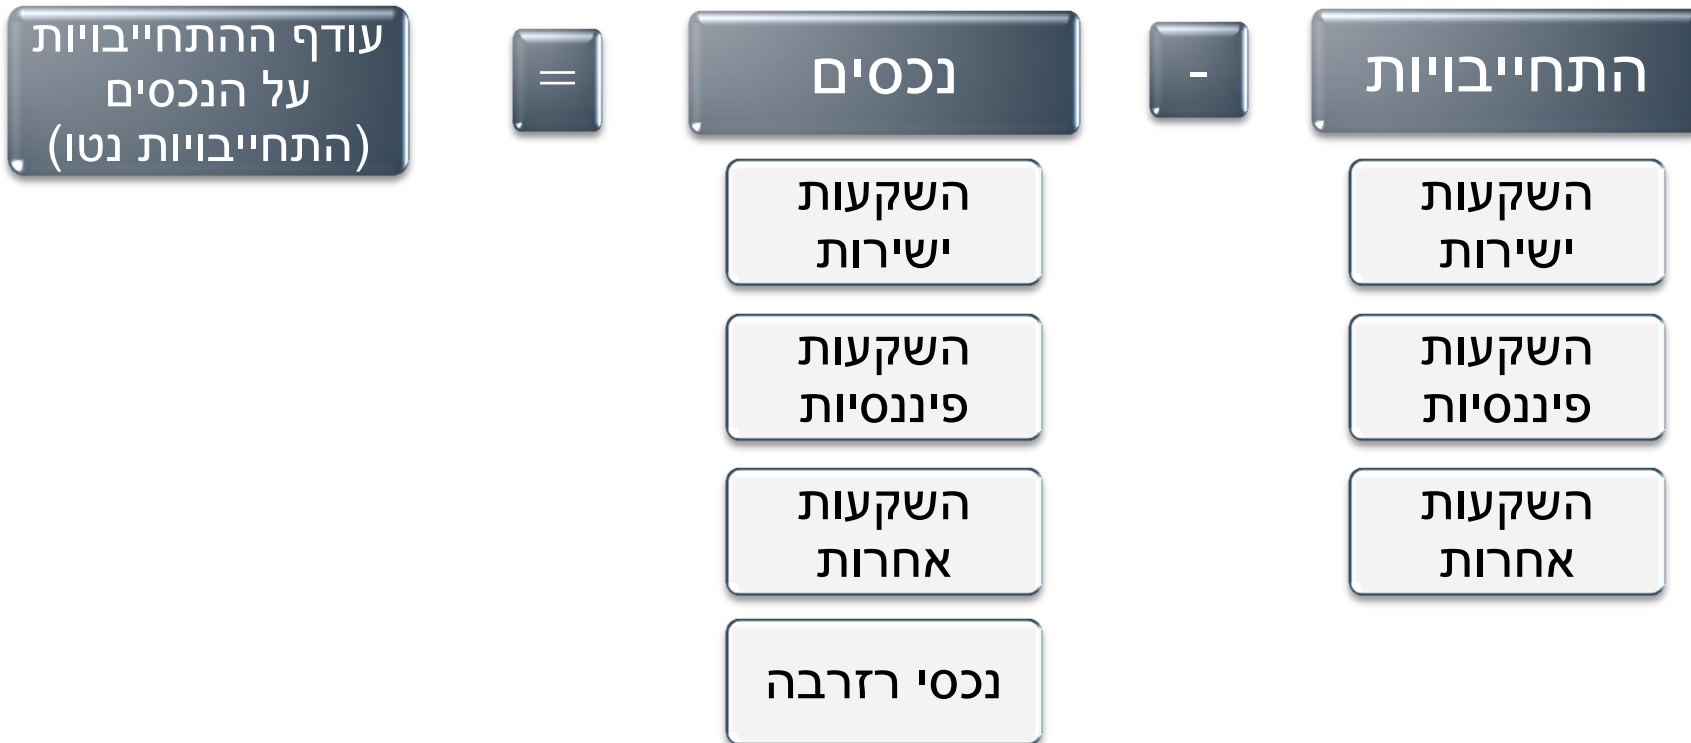 התחייבויות
-
נכסים
=
עודף ההתחייבויות
על הנכסים
(התחייבויות נטו)
השקעות
ישירות
השקעות
פיננסיות
השקעות
אחרות
השקעות
ישירות
השקעות
פיננסיות
השקעות
אחרות
נכסי רזרבה